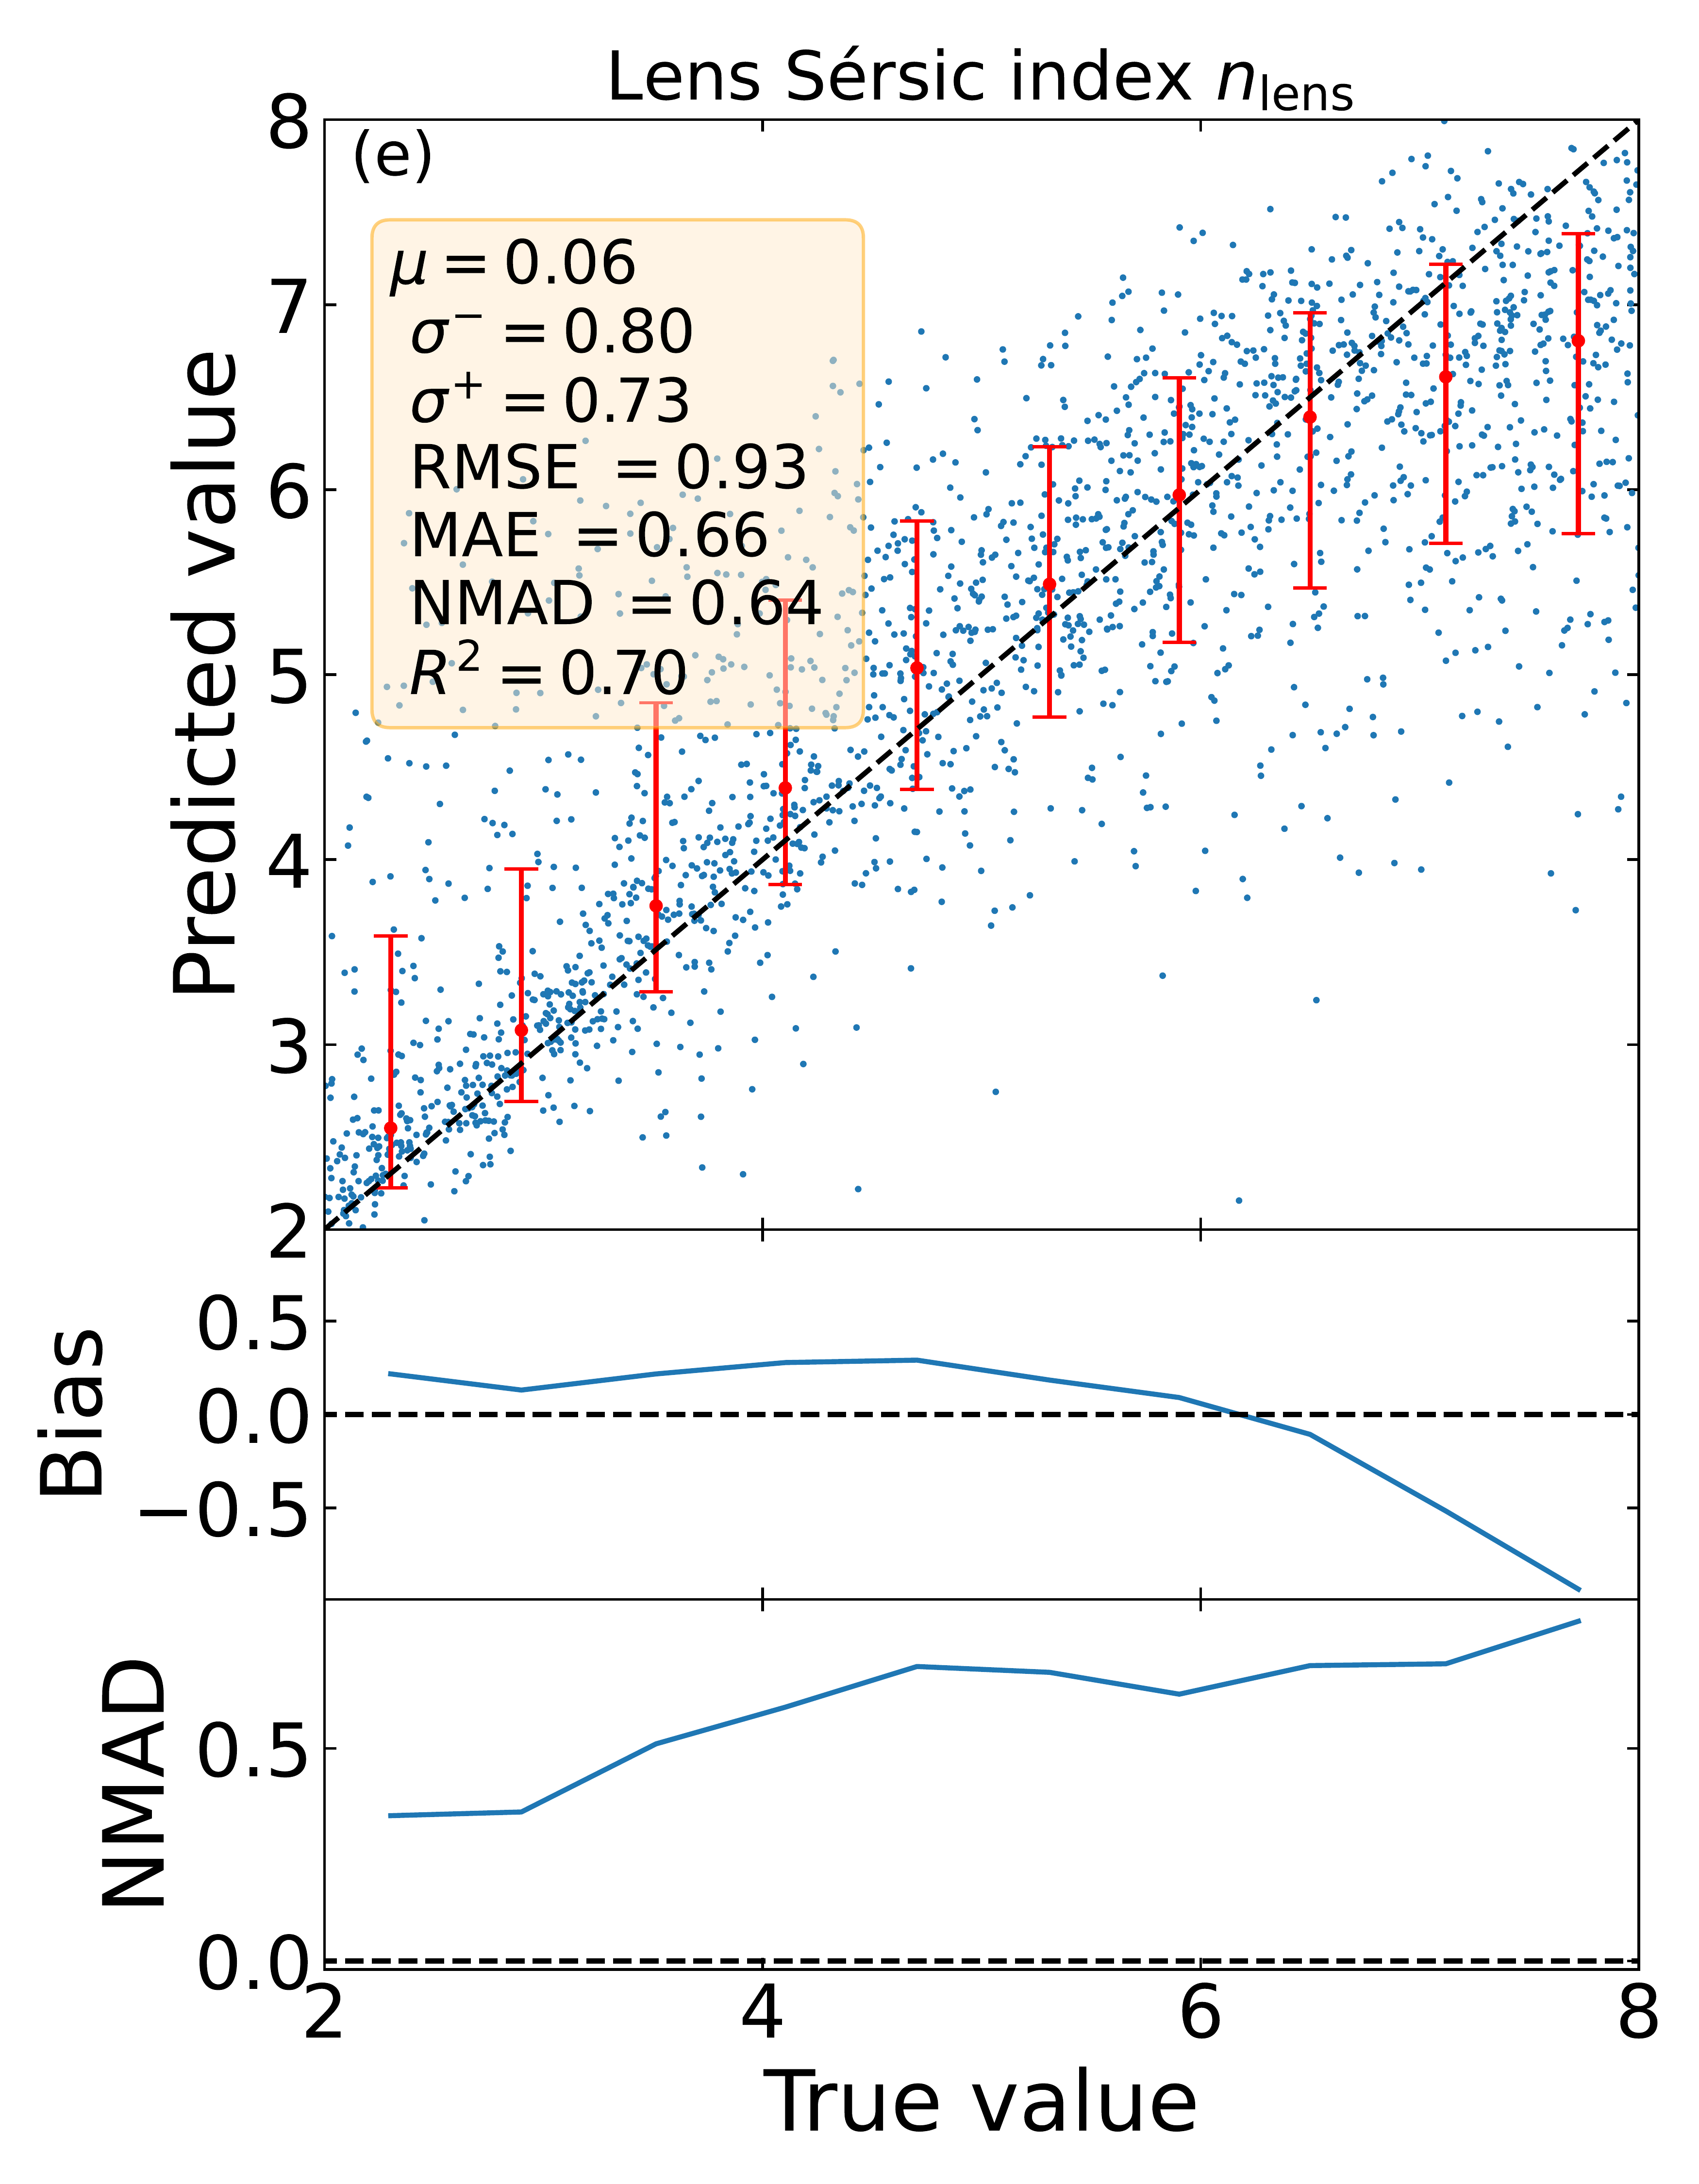 Lens Sérsic index n_lens
(e)
μ = 0.06
σ⁻ = 0.80
σ⁺ = 0.73
RMSE = 0.93
MAE = 0.66
NMAD = 0.64
R² = 0.70
Predicted value
8
7
6
5
4
3
2
Bias
0.5
0.0
−0.5
NMAD
0.5
0.0
2 4 6 8
True value